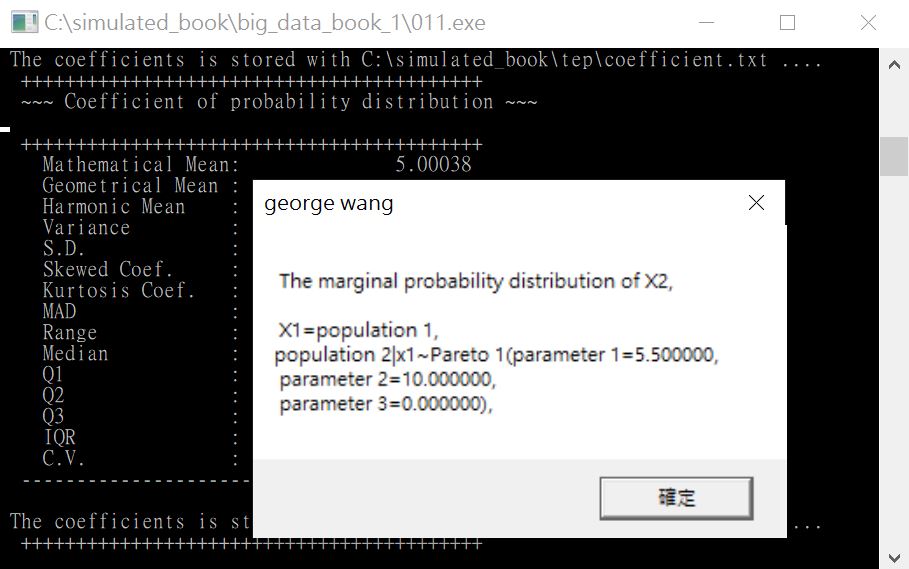 C:\simulated_book\big_data_book_1\011.exe
The coefficients is stored with C:\simulated_book\tep\coefficient.txt ....
++++++++++++++++++++++++++++++++++++++++++
~~~ Coefficient of probability distribution ~~~
++++++++++++++++++++++++++++++++++++++++++
Mathematical Mean: 5.00038
Geometrical Mean :
Harmonic Mean :
Variance :
S.D. :
Skewed Coef. :
Kurtosis Coef. :
MAD :
Range :
Median :
Q1 :
Q2 :
Q3 :
IQR :
C.V. :
---------------------
The coefficients is st ...
++++++++++++++++++++++++++++++++++++++++++
george wang
The marginal probability distribution of X2,
X1=population 1,
population 2|x1~Pareto 1(parameter 1=5.500000,
parameter 2=10.000000,
parameter 3=0.000000),
確定